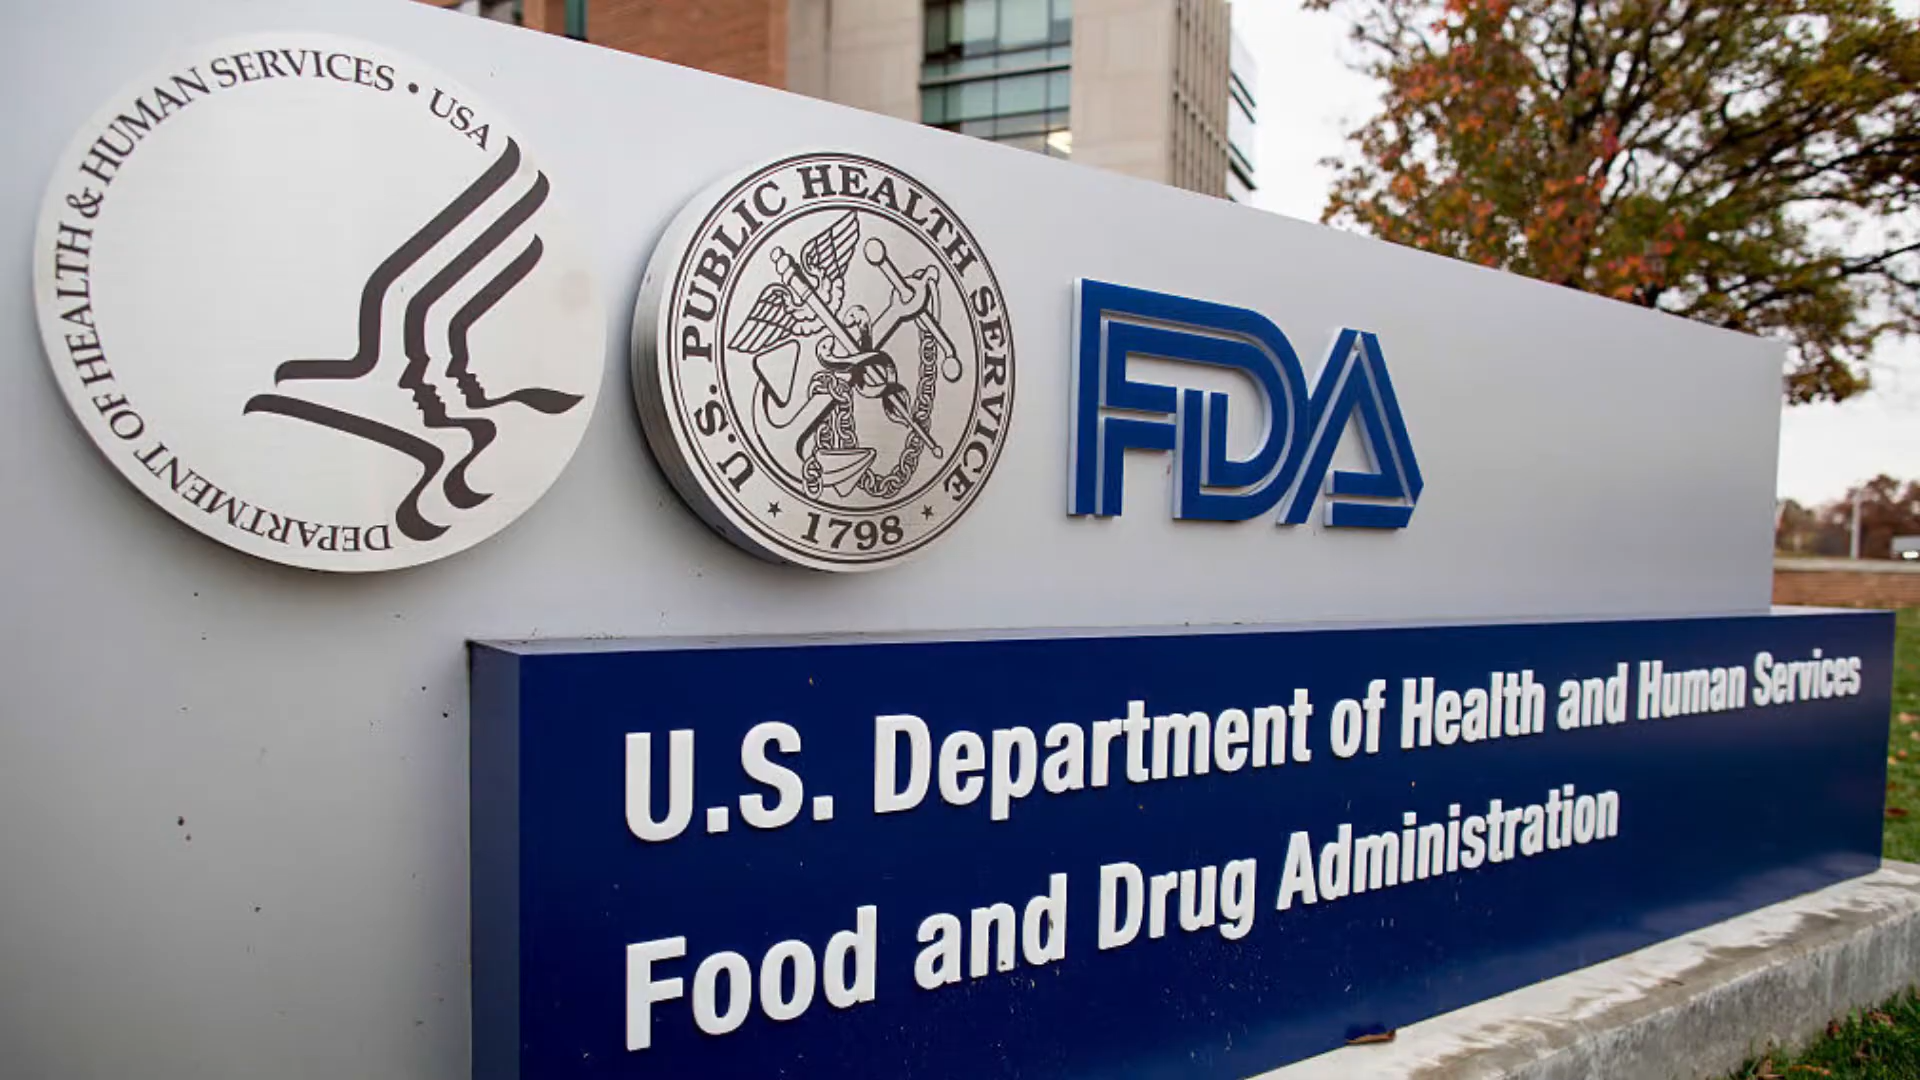 DEPARTMENT OF HEALTH & HUMAN SERVICES • USA
U.S. PUBLIC HEALTH SERVICE
1798
FDA
U.S. Department of Health and Human Services
Food and Drug Administration